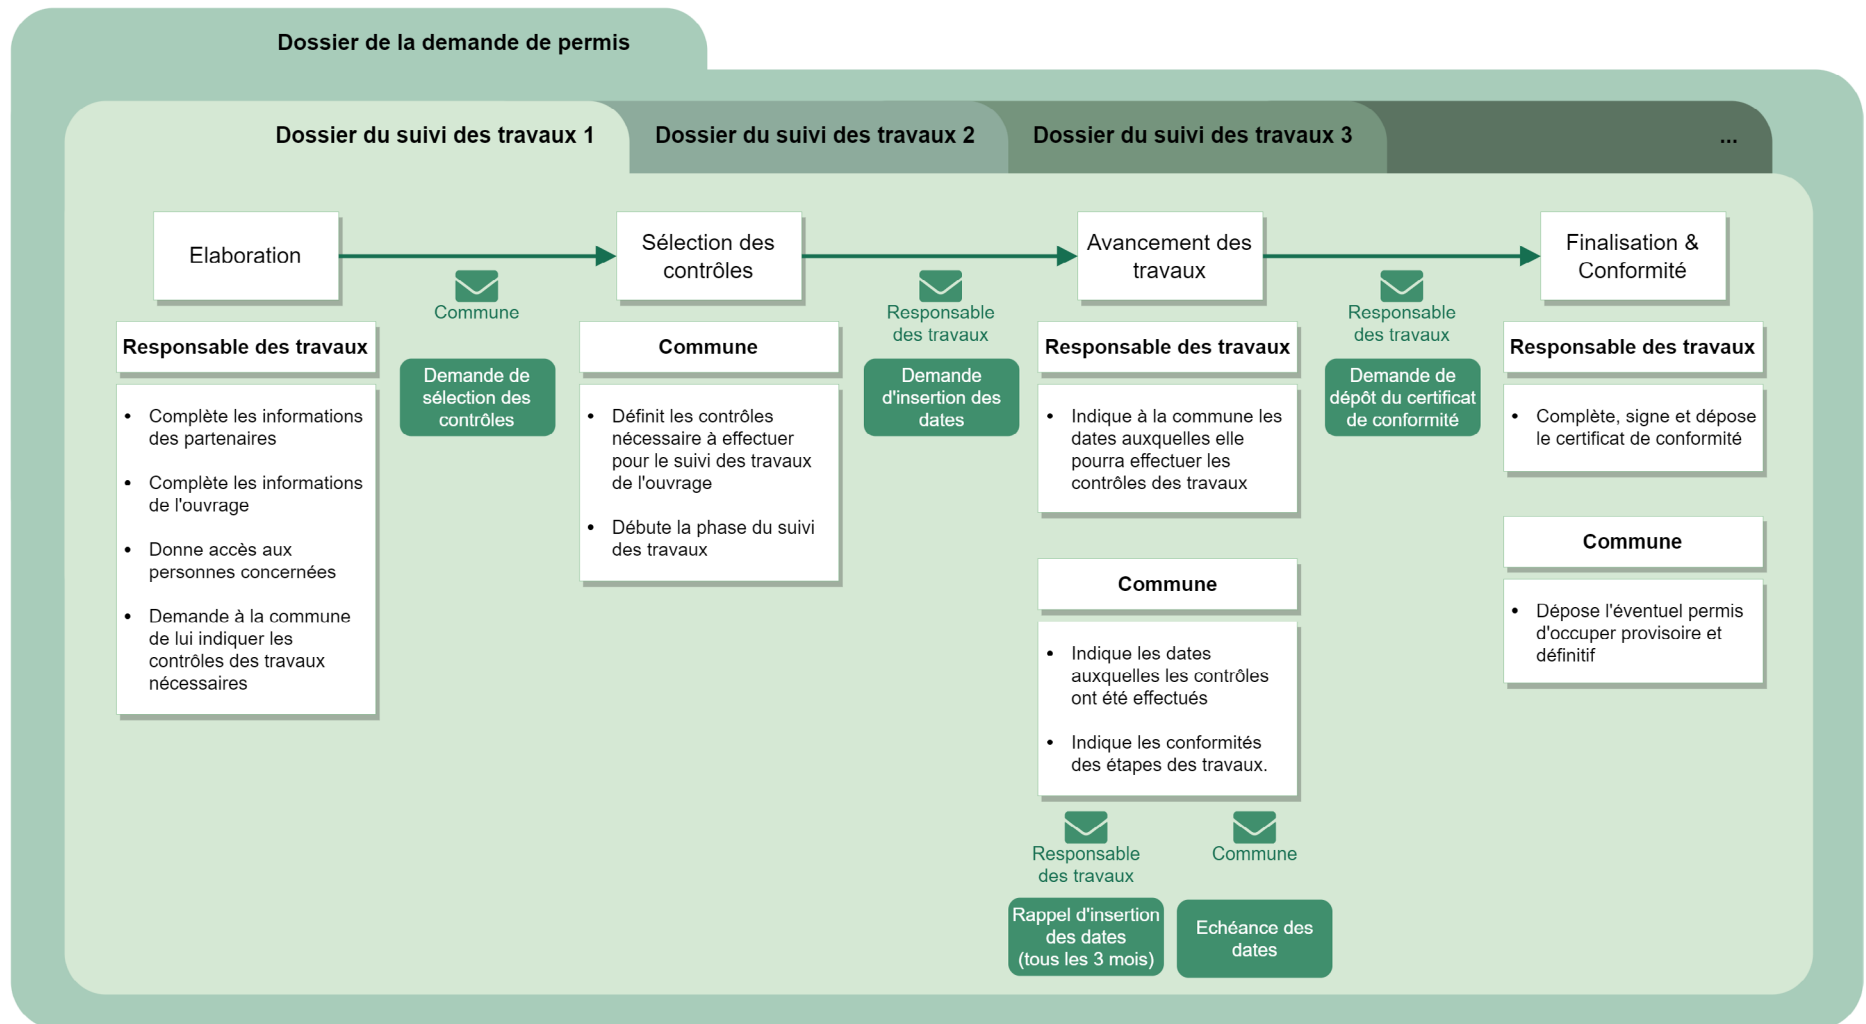 Dossier de la demande de permis
Dossier du suivi des travaux 1
Dossier du suivi des travaux 2
Dossier du suivi des travaux 3
...
Elaboration
Commune
Demande de
sélection des
contrôles
Sélection des
contrôles
Responsable
des travaux
Demande
d'insertion des
dates
Avancement des
travaux
Responsable
des travaux
Demande de
dépôt du certificat
de conformité
Finalisation &
Conformité
Responsable des travaux
• Complète les informations
des partenaires
• Complète les informations
de l'ouvrage
• Donne accès aux
personnes concernées
• Demande à la commune
de lui indiquer les
contrôles des travaux
nécessaires
Commune
• Définit les contrôles
nécessaire à effectuer
pour le suivi des travaux
de l'ouvrage
• Débute la phase du suivi
des travaux
Responsable des travaux
• Indique à la commune les
dates auxquelles elle
pourra effectuer les
contrôles des travaux
Commune
• Indique les dates
auxquelles les contrôles
ont été effectués
• Indique les conformités
des étapes des travaux.
Responsable
des travaux
Rappel d'insertion
des dates
(tous les 3 mois)
Commune
Echéance des
dates
Responsable des travaux
• Complète, signe et dépose
le certificat de conformité
Commune
• Dépose l'éventuel permis
d'occuper provisoire et
définitif